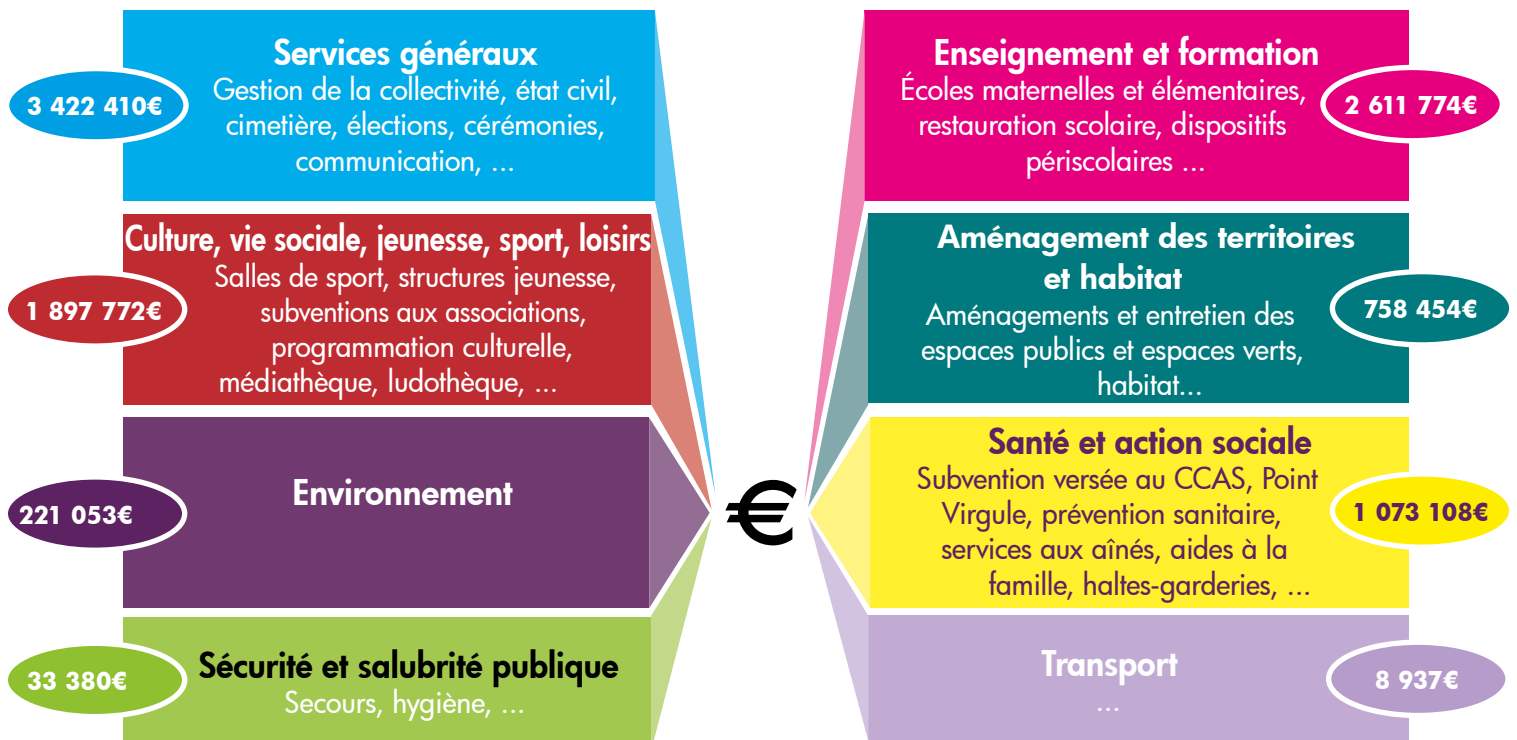 Services généraux
Gestion de la collectivité, état civil,
cimetière, élections, cérémonies,
communication, ...
3 422 410€
Culture, vie sociale, jeunesse, sport, loisirs
Salles de sport, structures jeunesse,
subventions aux associations,
programmation culturelle,
médiathèque, ludothèque, ...
1 897 772€
Environnement
221 053€
Sécurité et salubrité publique
Secours, hygiène, ...
33 380€
€
Enseignement et formation
Écoles maternelles et élémentaires,
restauration scolaire, dispositifs
périscolaires ...
2 611 774€
Aménagement des territoires
et habitat
Aménagements et entretien des
espaces publics et espaces verts,
habitat...
758 454€
Santé et action sociale
Subvention versée au CCAS, Point
Virgule, prévention sanitaire,
services aux aînés, aides à la
famille, haltes-garderies, ...
1 073 108€
Transport
...
8 937€